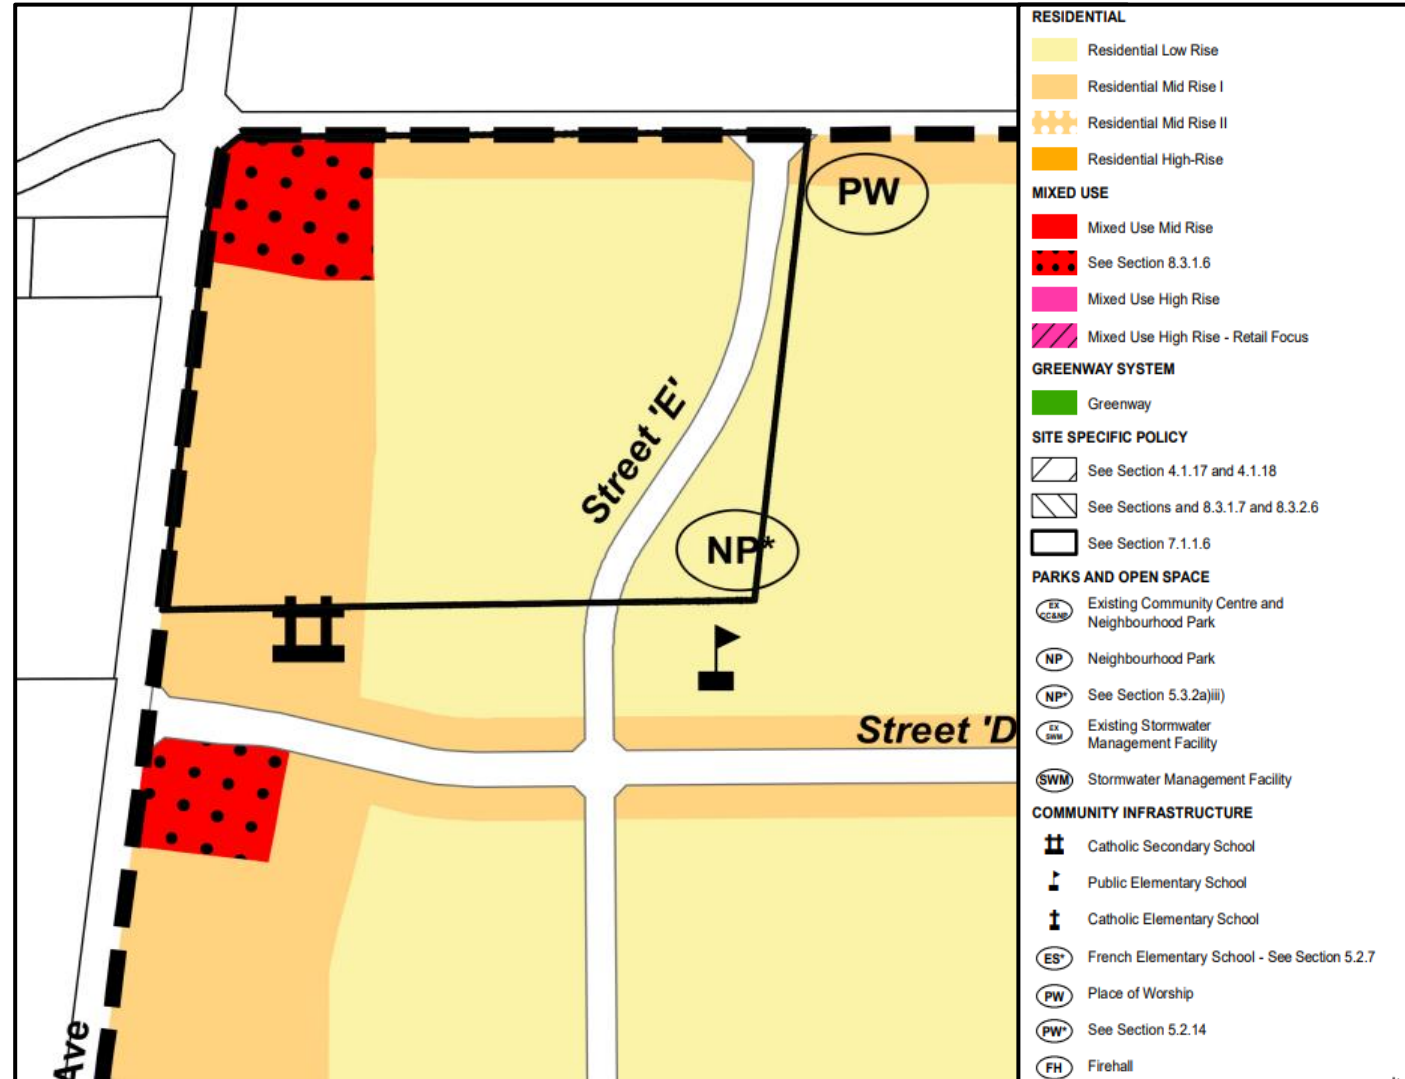 PW
Street 'E'
NP*
Street 'D
Ave
RESIDENTIAL
Residential Low Rise
Residential Mid Rise I
Residential Mid Rise II
Residential High-Rise
MIXED USE
Mixed Use Mid Rise
See Section 8.3.1.6
Mixed Use High Rise
Mixed Use High Rise - Retail Focus
GREENWAY SYSTEM
Greenway
SITE SPECIFIC POLICY
See Section 4.1.17 and 4.1.18
See Sections and 8.3.1.7 and 8.3.2.6
See Section 7.1.1.6
PARKS AND OPEN SPACE
EX
CC&NP
Existing Community Centre and
Neighbourhood Park
NP Neighbourhood Park
NP* See Section 5.3.2a)iii)
EX
SWM
Existing Stormwater
Management Facility
SWM Stormwater Management Facility
COMMUNITY INFRASTRUCTURE
Catholic Secondary School
Public Elementary School
Catholic Elementary School
ES* French Elementary School - See Section 5.2.7
PW Place of Worship
PW* See Section 5.2.14
FH Firehall